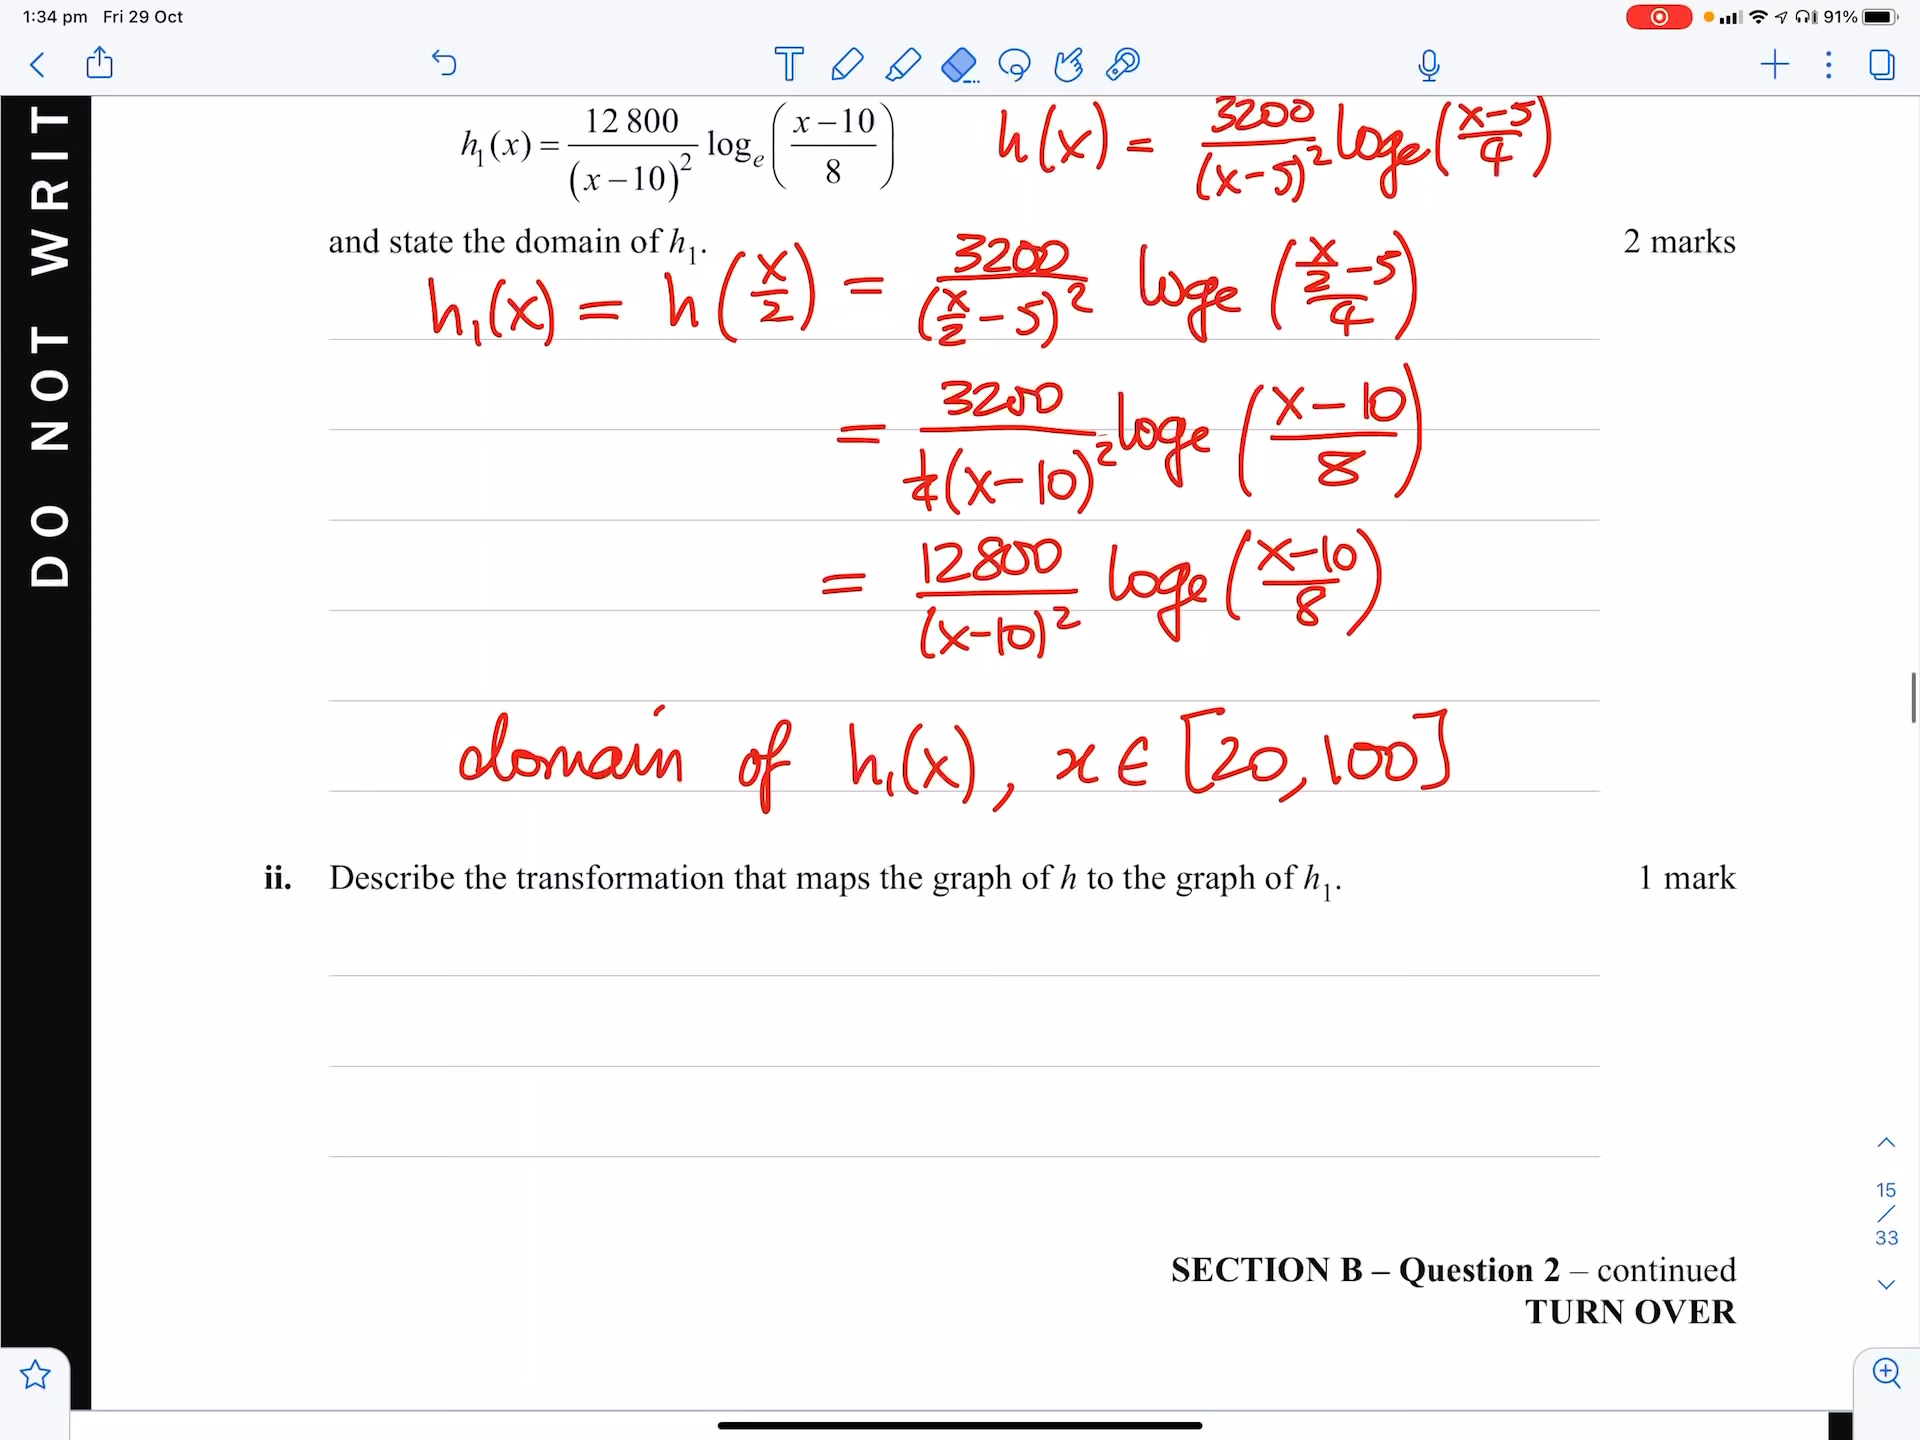 1:34 pm Fri 29 Oct
91%
DO NOT WRIT
h₁(x) = 12 800/(x − 10)² logₑ((x − 10)/8)
h(x) = 3200/(x-5)² loge((x-5)/4)
and state the domain of h₁.
2 marks
h₁(x) = h(x/2) = 3200/(x/2 - 5)² loge((x/2 - 5)/4)
= 3200/(1/4(x-10)²) loge((x-10)/8)
= 12800/(x-10)² loge((x-10)/8)
domain of h₁(x), x ∈ [20, 100]
ii. Describe the transformation that maps the graph of h to the graph of h₁.
1 mark
15
/
33
SECTION B – Question 2 – continued
TURN OVER